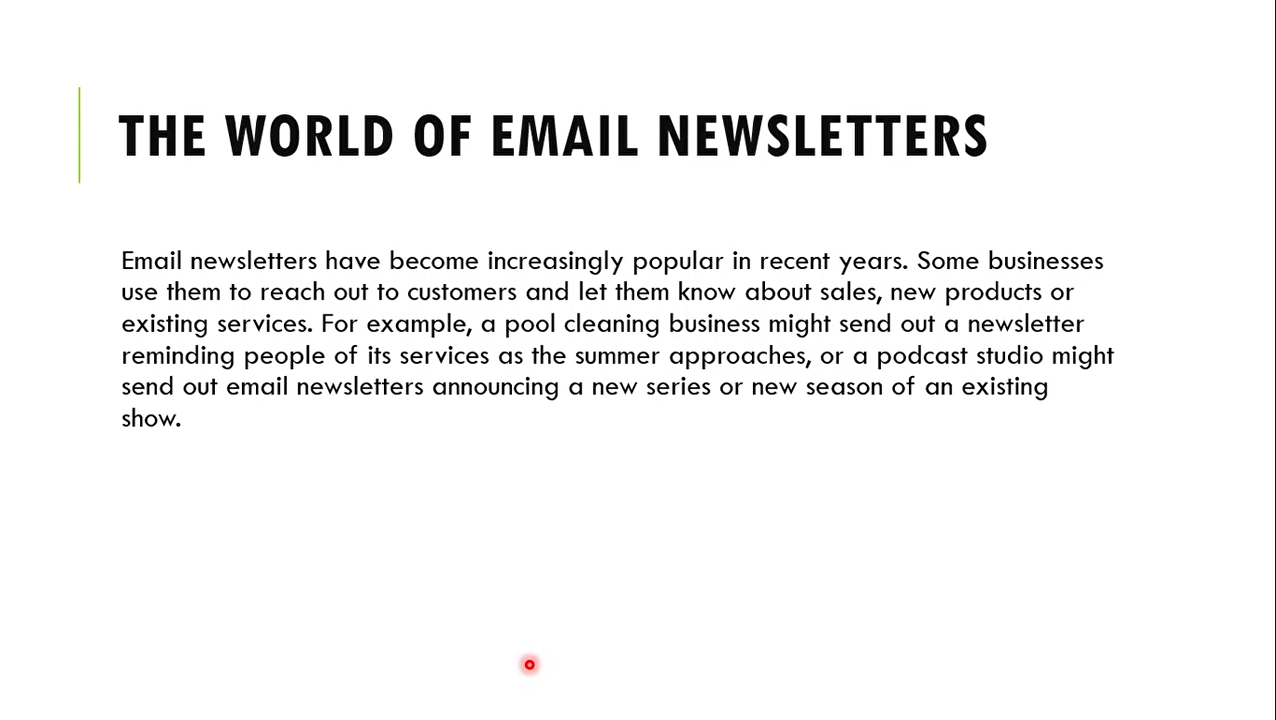 THE WORLD OF EMAIL NEWSLETTERS
Email newsletters have become increasingly popular in recent years. Some businesses
use them to reach out to customers and let them know about sales, new products or
existing services. For example, a pool cleaning business might send out a newsletter
reminding people of its services as the summer approaches, or a podcast studio might
send out email newsletters announcing a new series or new season of an existing
show.